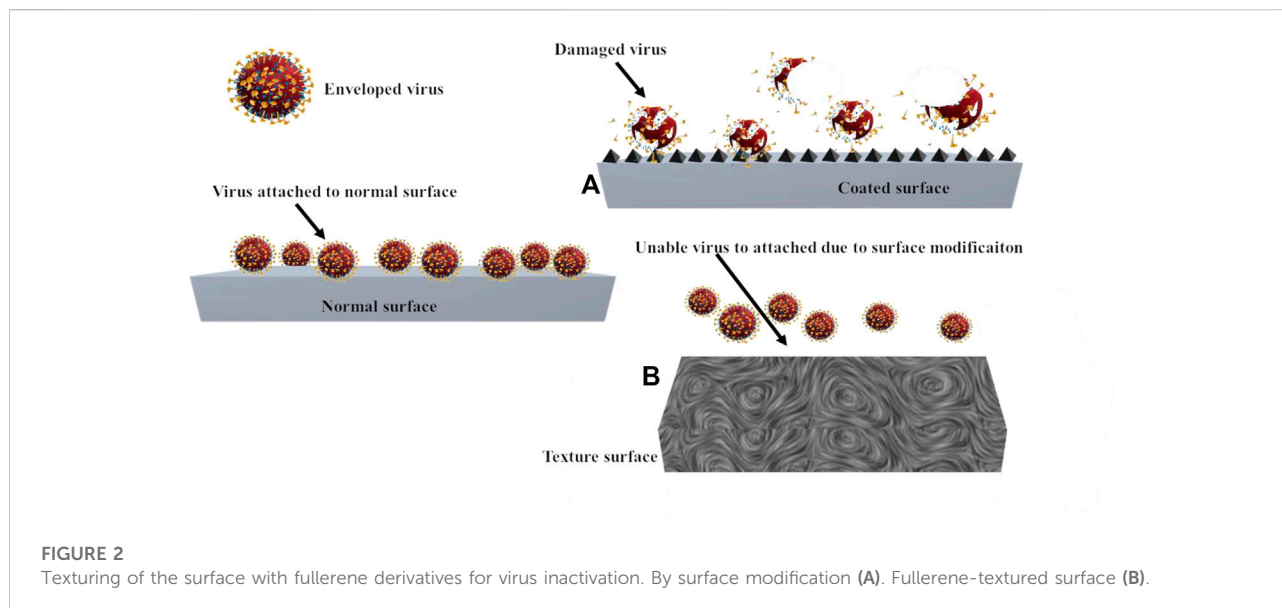 Damaged virus
Enveloped virus
A
Coated surface
Virus attached to normal surface
Unable virus to attached due to surface modificaiton
Normal surface
B
Texture surface
FIGURE 2
Texturing of the surface with fullerene derivatives for virus inactivation. By surface modification (A). Fullerene-textured surface (B).